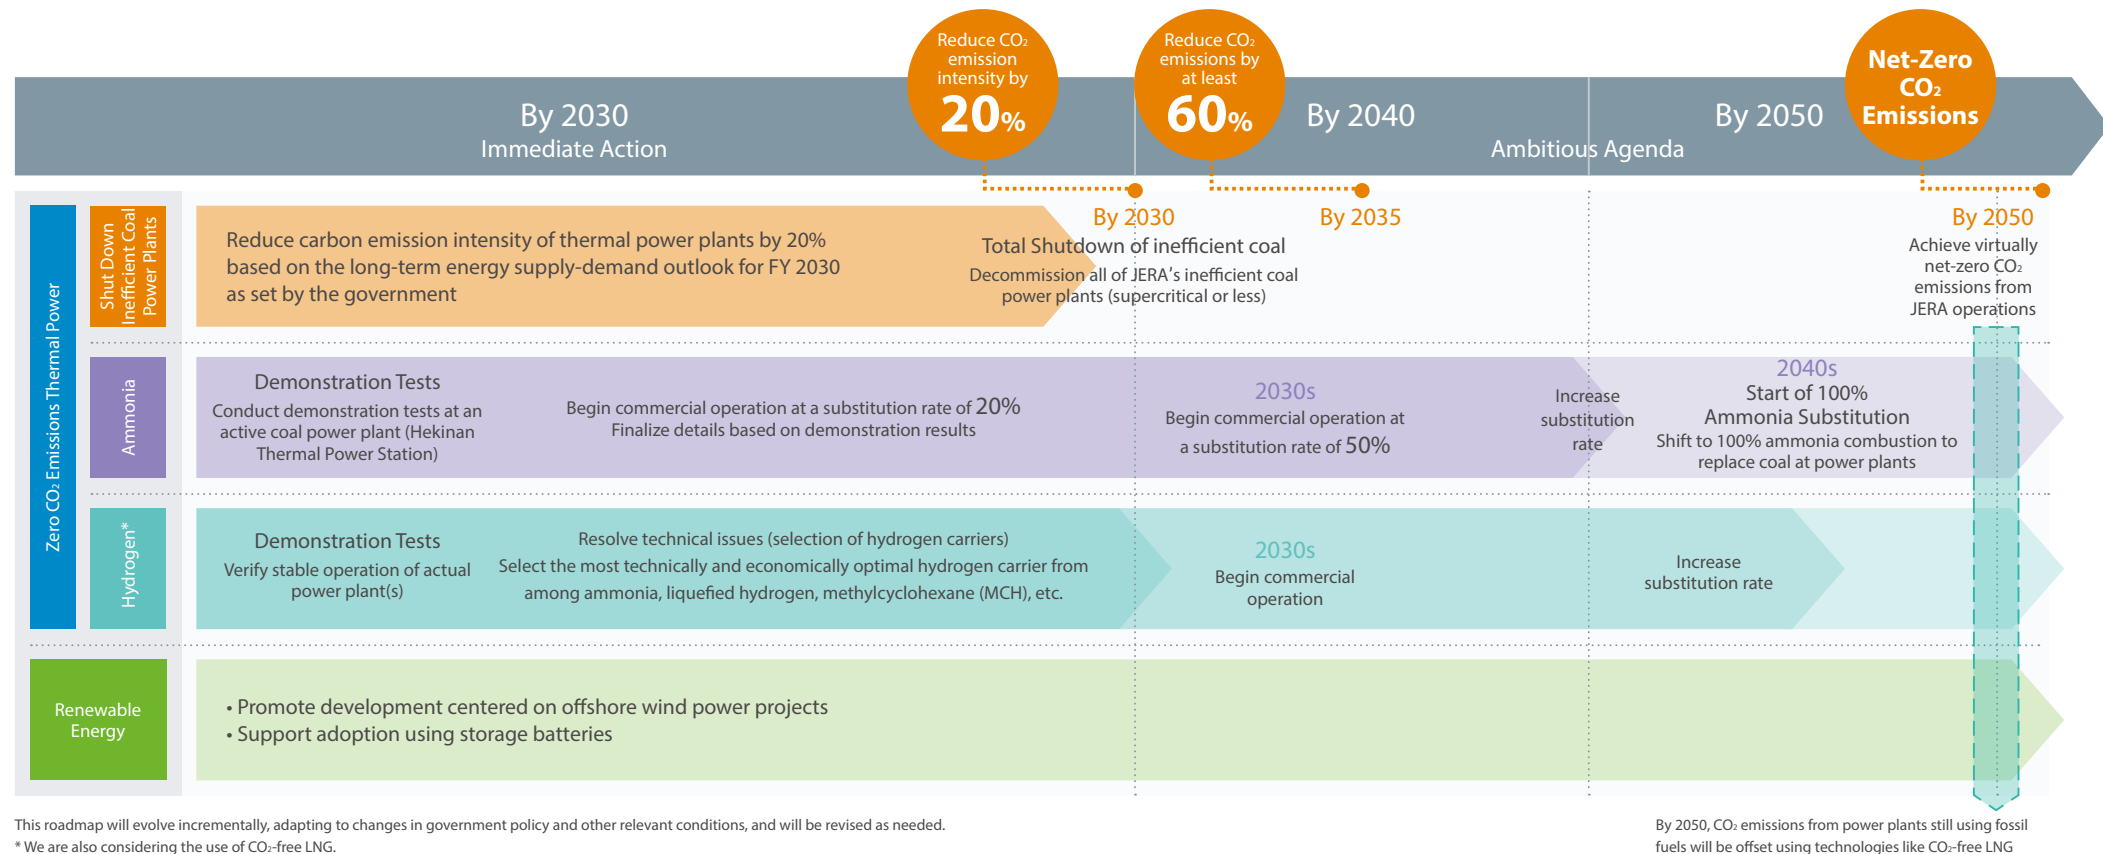 Reduce CO₂
emission
intensity by
20%
Reduce CO₂
emissions by
at least
60%
Net-Zero
CO₂
Emissions
By 2030
Immediate Action
By 2040
By 2050
Ambitious Agenda
By 2030
By 2035
By 2050
Zero CO₂ Emissions Thermal Power
Shut Down
Inefficient Coal
Power Plants
Reduce carbon emission intensity of thermal power plants by 20%
based on the long-term energy supply-demand outlook for FY 2030
as set by the government
Total Shutdown of inefficient coal
Decommission all of JERA's inefficient coal
power plants (supercritical or less)
Achieve virtually
net-zero CO₂
emissions from
JERA operations
Ammonia
Demonstration Tests
Conduct demonstration tests at an
active coal power plant (Hekinan
Thermal Power Station)
Begin commercial operation at a substitution rate of 20%
Finalize details based on demonstration results
2030s
Begin commercial operation at
a substitution rate of 50%
Increase
substitution
rate
2040s
Start of 100%
Ammonia Substitution
Shift to 100% ammonia combustion to
replace coal at power plants
Hydrogen*
Demonstration Tests
Verify stable operation of actual
power plant(s)
Resolve technical issues (selection of hydrogen carriers)
Select the most technically and economically optimal hydrogen carrier from
among ammonia, liquefied hydrogen, methylcyclohexane (MCH), etc.
2030s
Begin commercial
operation
Increase
substitution rate
Renewable
Energy
• Promote development centered on offshore wind power projects
• Support adoption using storage batteries
This roadmap will evolve incrementally, adapting to changes in government policy and other relevant conditions, and will be revised as needed.
* We are also considering the use of CO₂-free LNG.
By 2050, CO₂ emissions from power plants still using fossil
fuels will be offset using technologies like CO₂-free LNG